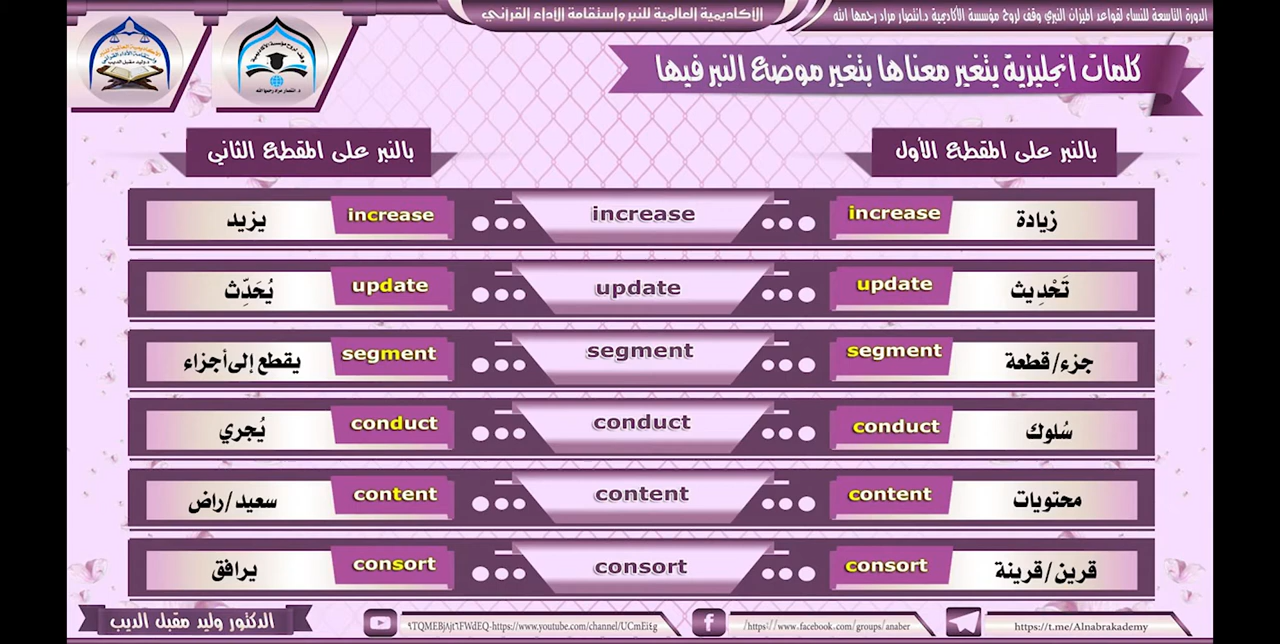 الدورة التاسعة للنساء لقواعد الميزان النبري وقف لروح مؤسسة الأكاديمية د.انتصار مراد رحمها الله
الأكاديمية العالمية للنبر واستقامة الأداء القرآني
كلمات انجليزية يتغير معناها بتغير موضع النبر فيها
بالنبر على المقطع الأول
بالنبر على المقطع الثاني
زيادة increase increase increase يزيد
تَحْدِيث update update update يُحَدِّث
جزء/قطعة segment segment segment يقطع إلى أجزاء
سُلوك conduct conduct conduct يُجري
محتويات content content content سعيد/راض
قرين/قرينة consort consort consort يرافق
https://t.me/Alnabrakademy
/https://www.facebook.com/groups/anaber
٩TQMEBjAjt٦FWdEQ-https://www.youtube.com/channel/UCmEi٤g
الدكتور وليد مقبل الديب